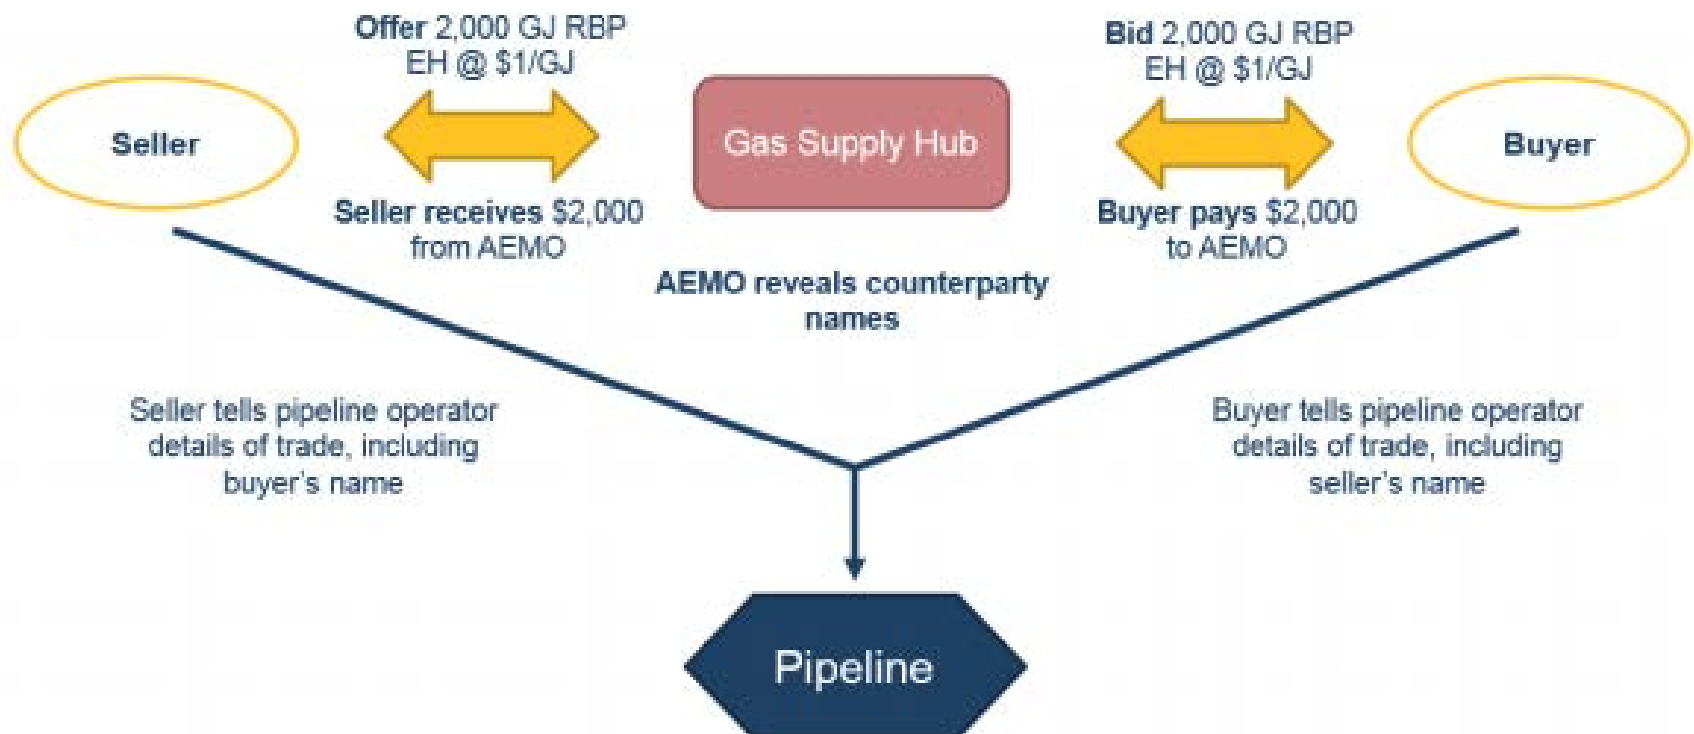 Offer 2,000 GJ RBP
EH @ $1/GJ
Bid 2,000 GJ RBP
EH @ $1/GJ
Seller
Gas Supply Hub
Buyer
Seller receives $2,000
from AEMO
Buyer pays $2,000
to AEMO
AEMO reveals counterparty
names
Seller tells pipeline operator
details of trade, including
buyer's name
Buyer tells pipeline operator
details of trade, including
seller's name
Pipeline